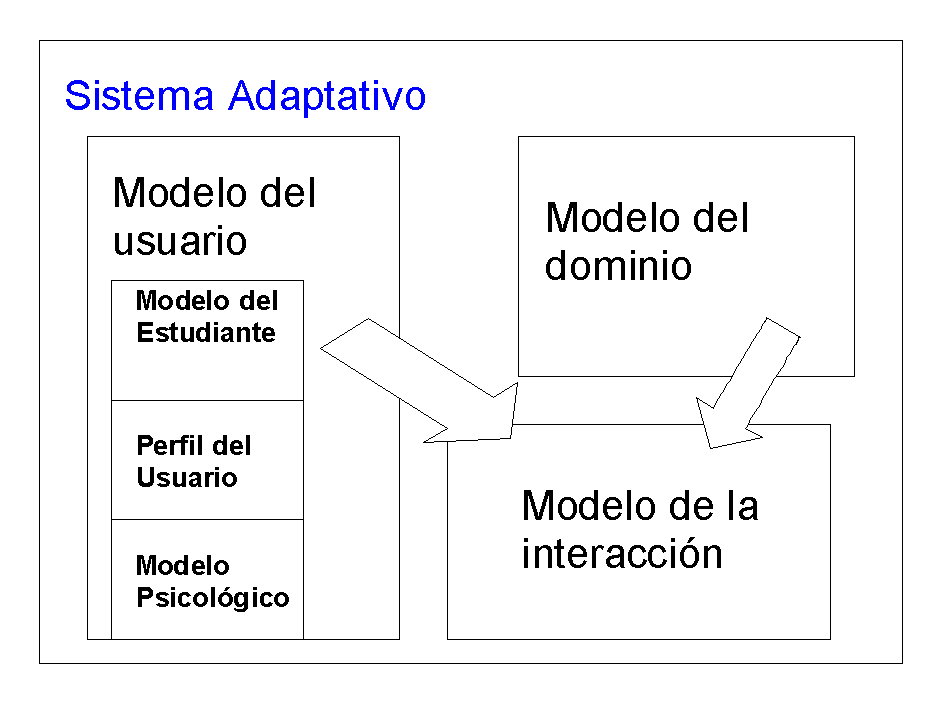 Sistema Adaptativo
Modelo del
usuario
Modelo del
Estudiante
Perfil del
Usuario
Modelo
Psicológico
Modelo del
dominio
Modelo de la
interacción